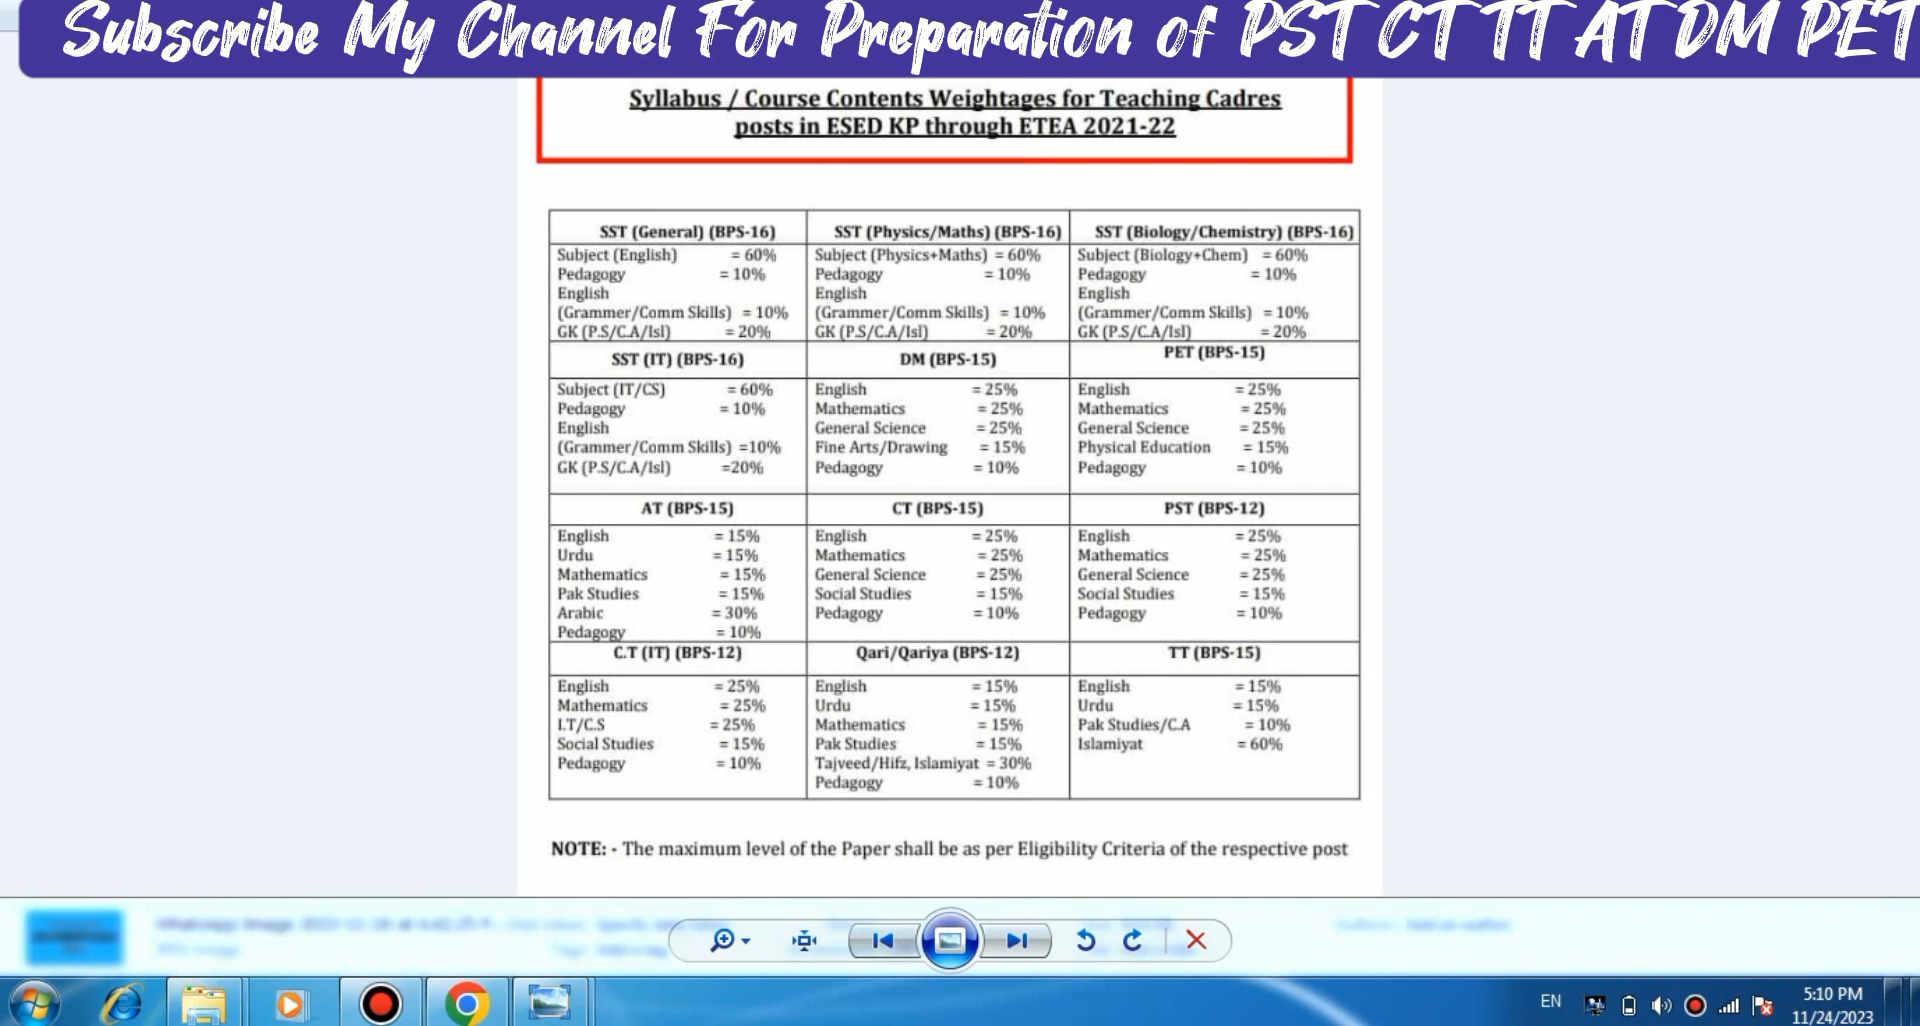 Subscribe My Channel For Preparation of PST CT TT AT DM PET
Syllabus / Course Contents Weightages for Teaching Cadres
posts in ESED KP through ETEA 2021-22
SST (General) (BPS-16)
Subject (English) = 60%
Pedagogy = 10%
English
(Grammer/Comm Skills) = 10%
GK (P.S/C.A/Isl) = 20%
SST (Physics/Maths) (BPS-16)
Subject (Physics+Maths) = 60%
Pedagogy = 10%
English
(Grammer/Comm Skills) = 10%
GK (P.S/C.A/Isl) = 20%
SST (Biology/Chemistry) (BPS-16)
Subject (Biology+Chem) = 60%
Pedagogy = 10%
English
(Grammer/Comm Skills) = 10%
GK (P.S/C.A/Isl) = 20%
SST (IT) (BPS-16)
Subject (IT/CS) = 60%
Pedagogy = 10%
English
(Grammer/Comm Skills) =10%
GK (P.S/C.A/Isl) =20%
DM (BPS-15)
English = 25%
Mathematics = 25%
General Science = 25%
Fine Arts/Drawing = 15%
Pedagogy = 10%
PET (BPS-15)
English = 25%
Mathematics = 25%
General Science = 25%
Physical Education = 15%
Pedagogy = 10%
AT (BPS-15)
English = 15%
Urdu = 15%
Mathematics = 15%
Pak Studies = 15%
Arabic = 30%
Pedagogy = 10%
CT (BPS-15)
English = 25%
Mathematics = 25%
General Science = 25%
Social Studies = 15%
Pedagogy = 10%
PST (BPS-12)
English = 25%
Mathematics = 25%
General Science = 25%
Social Studies = 15%
Pedagogy = 10%
C.T (IT) (BPS-12)
English = 25%
Mathematics = 25%
I.T/C.S = 25%
Social Studies = 15%
Pedagogy = 10%
Qari/Qariya (BPS-12)
English = 15%
Urdu = 15%
Mathematics = 15%
Pak Studies = 15%
Tajveed/Hifz, Islamiyat = 30%
Pedagogy = 10%
TT (BPS-15)
English = 15%
Urdu = 15%
Pak Studies/C.A = 10%
Islamiyat = 60%
NOTE: - The maximum level of the Paper shall be as per Eligibility Criteria of the respective post
EN
5:10 PM
11/24/2023